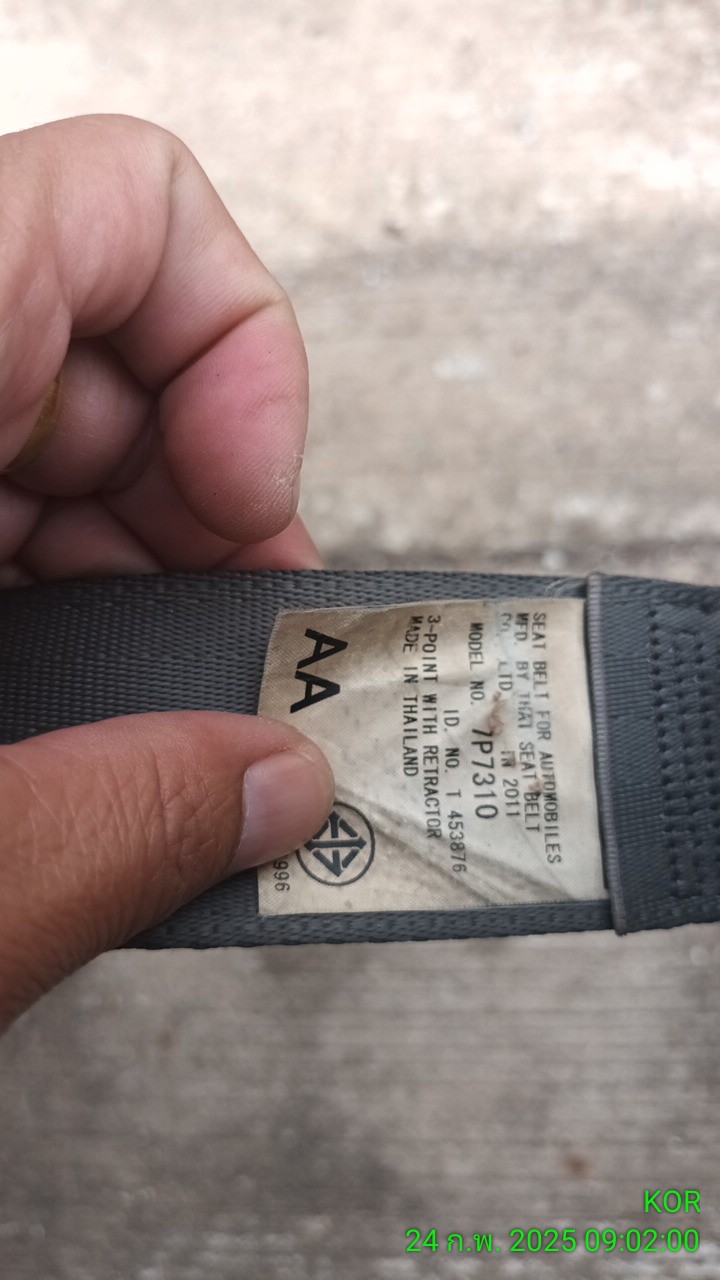 SEAT BELT FOR AUTOMOBILES
MFD. BY THAI SEAT BELT
CO., LTD. IN 2011
MODEL NO. 7P7310
ID. NO. T 453876
3-POINT WITH RETRACTOR
MADE IN THAILAND
AA
KOR
24 ก.พ. 2025 09:02:00